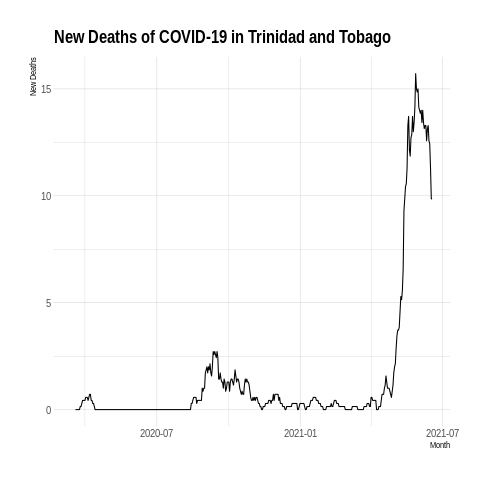 New Deaths of COVID-19 in Trinidad and Tobago
New Deaths
15
10
5
0
2020-07
2021-01
2021-07
Month